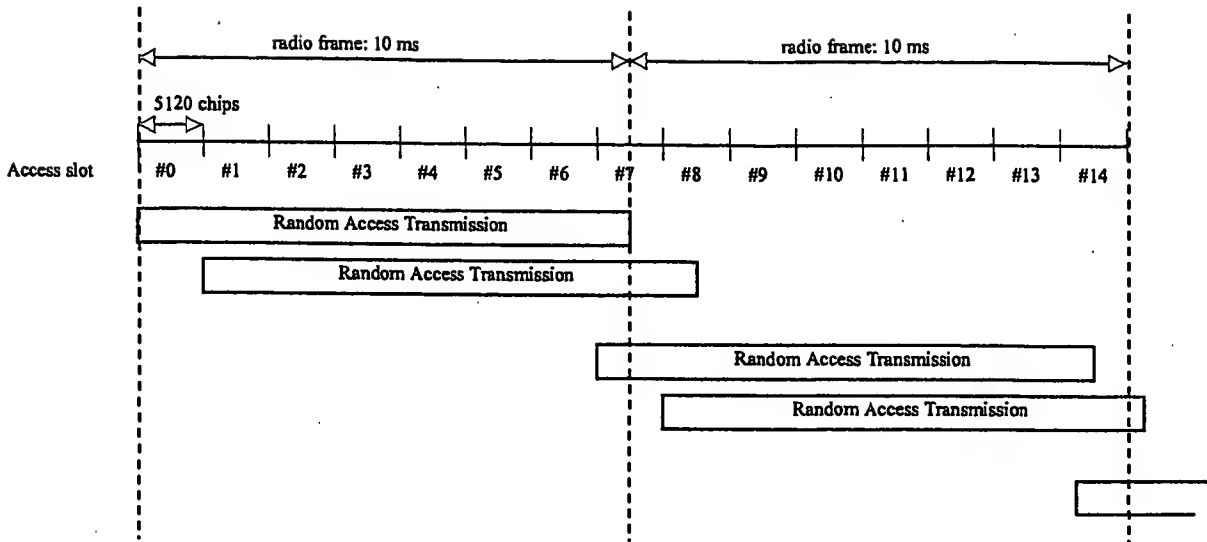 radio frame: 10 ms radio frame: 10 ms
5120 chips
Access slot #0 #1 #2 #3 #4 #5 #6 #7 #8 #9 #10 #11 #12 #13 #14
Random Access Transmission
Random Access Transmission
Random Access Transmission
Random Access Transmission